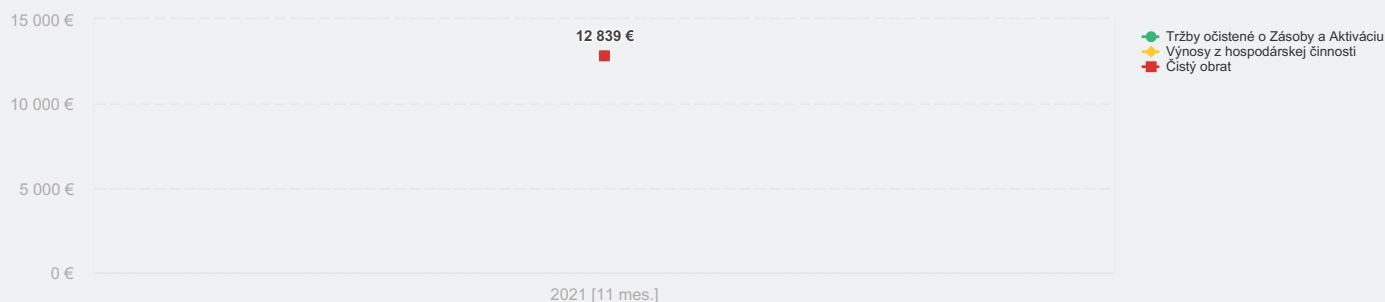 15 000 €
12 839 €
Tržby očistené o Zásoby a Aktiváciu
Výnosy z hospodárskej činnosti
Čistý obrat
10 000 €
5 000 €
0 €
2021 [11 mes.]